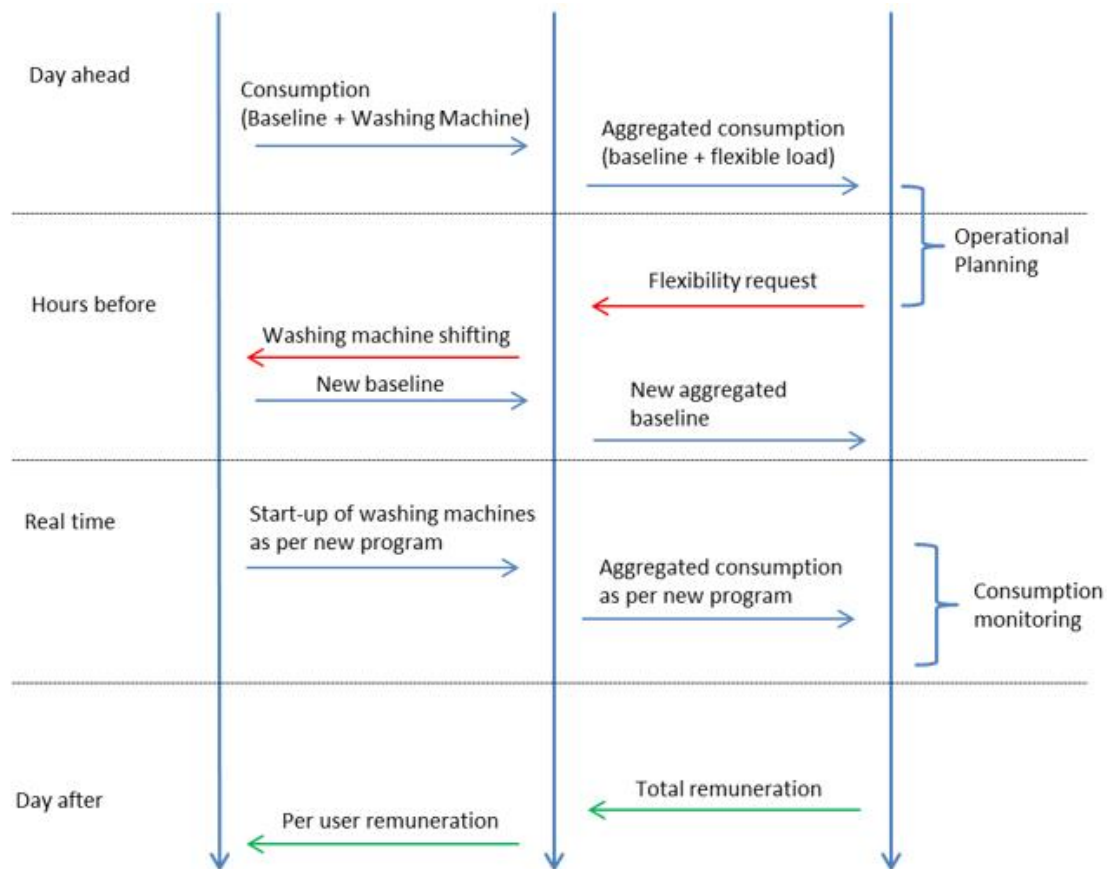 Day ahead
Consumption
(Baseline + Washing Machine)
Aggregated consumption
(baseline + flexible load)
Operational
Planning
Hours before
Flexibility request
Washing machine shifting
New baseline
New aggregated
baseline
Real time
Start-up of washing machines
as per new program
Aggregated consumption
as per new program
Consumption
monitoring
Day after
Total remuneration
Per user remuneration